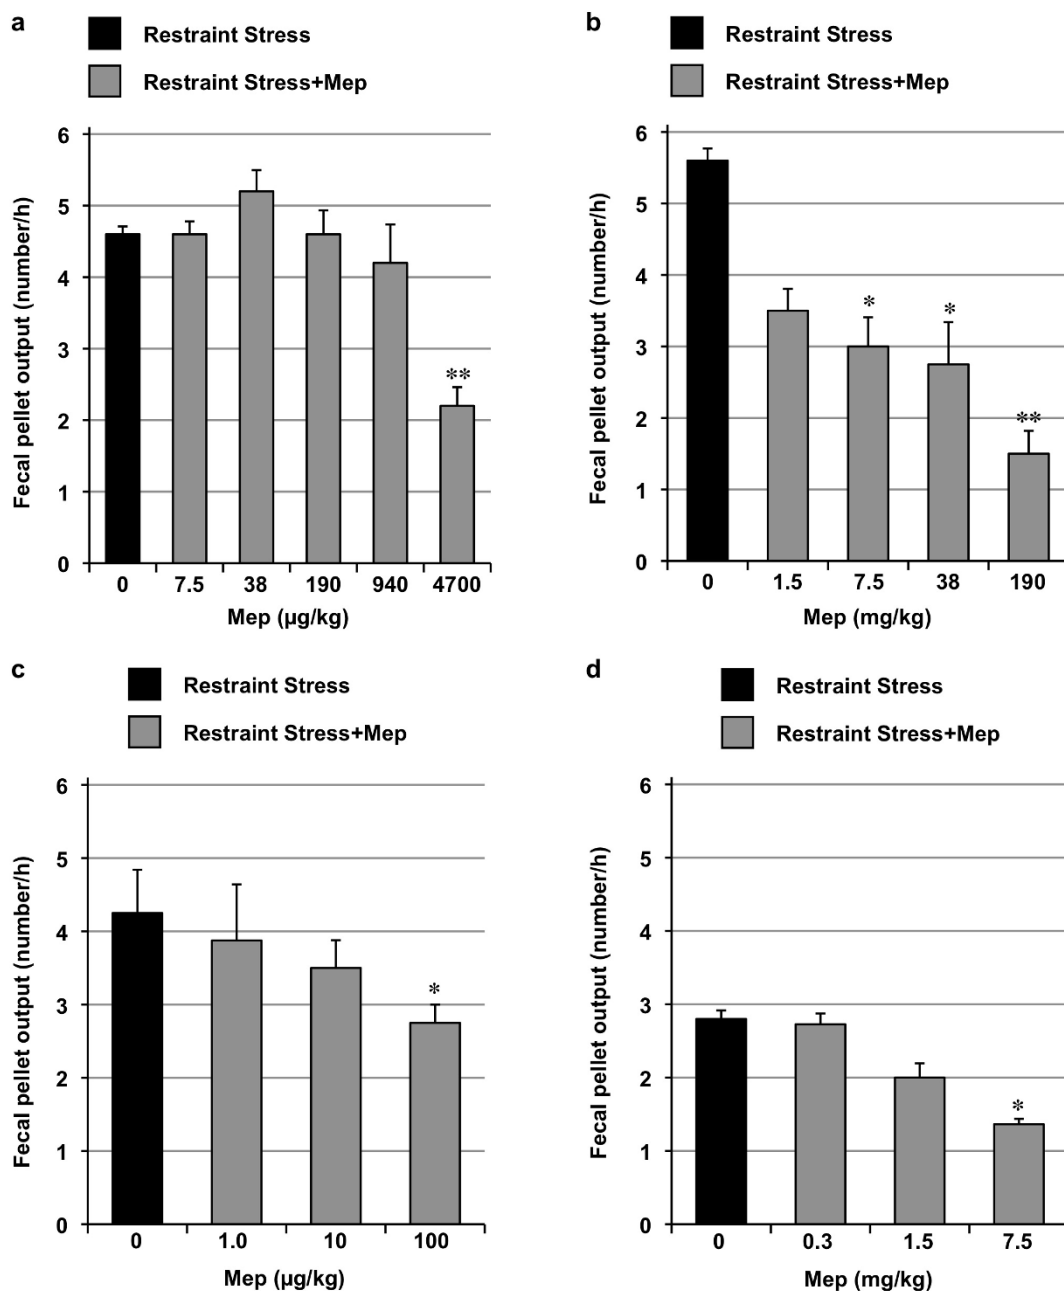 a
Restraint Stress
Restraint Stress+Mep
Fecal pellet output (number/h)
6
5
4
3
2
1
0
**
0 7.5 38 190 940 4700
Mep (µg/kg)
b
Restraint Stress
Restraint Stress+Mep
Fecal pellet output (number/h)
6
5
4
3
2
1
0
* * **
0 1.5 7.5 38 190
Mep (mg/kg)
c
Restraint Stress
Restraint Stress+Mep
Fecal pellet output (number/h)
6
5
4
3
2
1
0
*
0 1.0 10 100
Mep (µg/kg)
d
Restraint Stress
Restraint Stress+Mep
Fecal pellet output (number/h)
6
5
4
3
2
1
0
*
0 0.3 1.5 7.5
Mep (mg/kg)